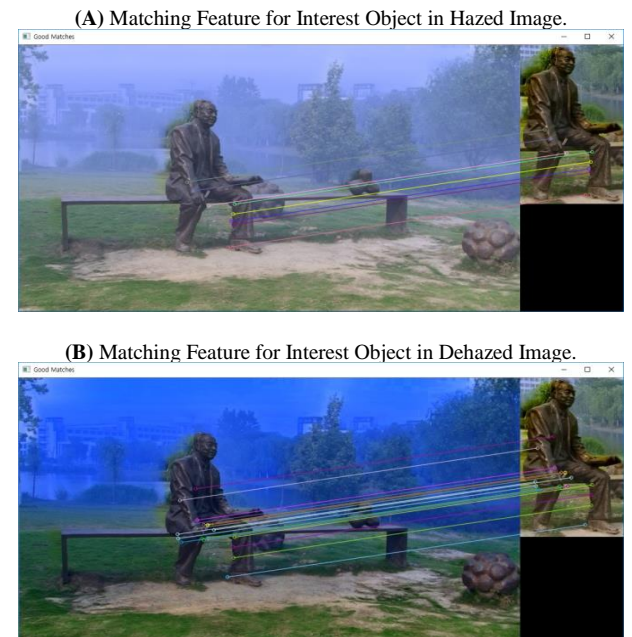 (A) Matching Feature for Interest Object in Hazed Image.
Good Matches
(B) Matching Feature for Interest Object in Dehazed Image.
Good Matches